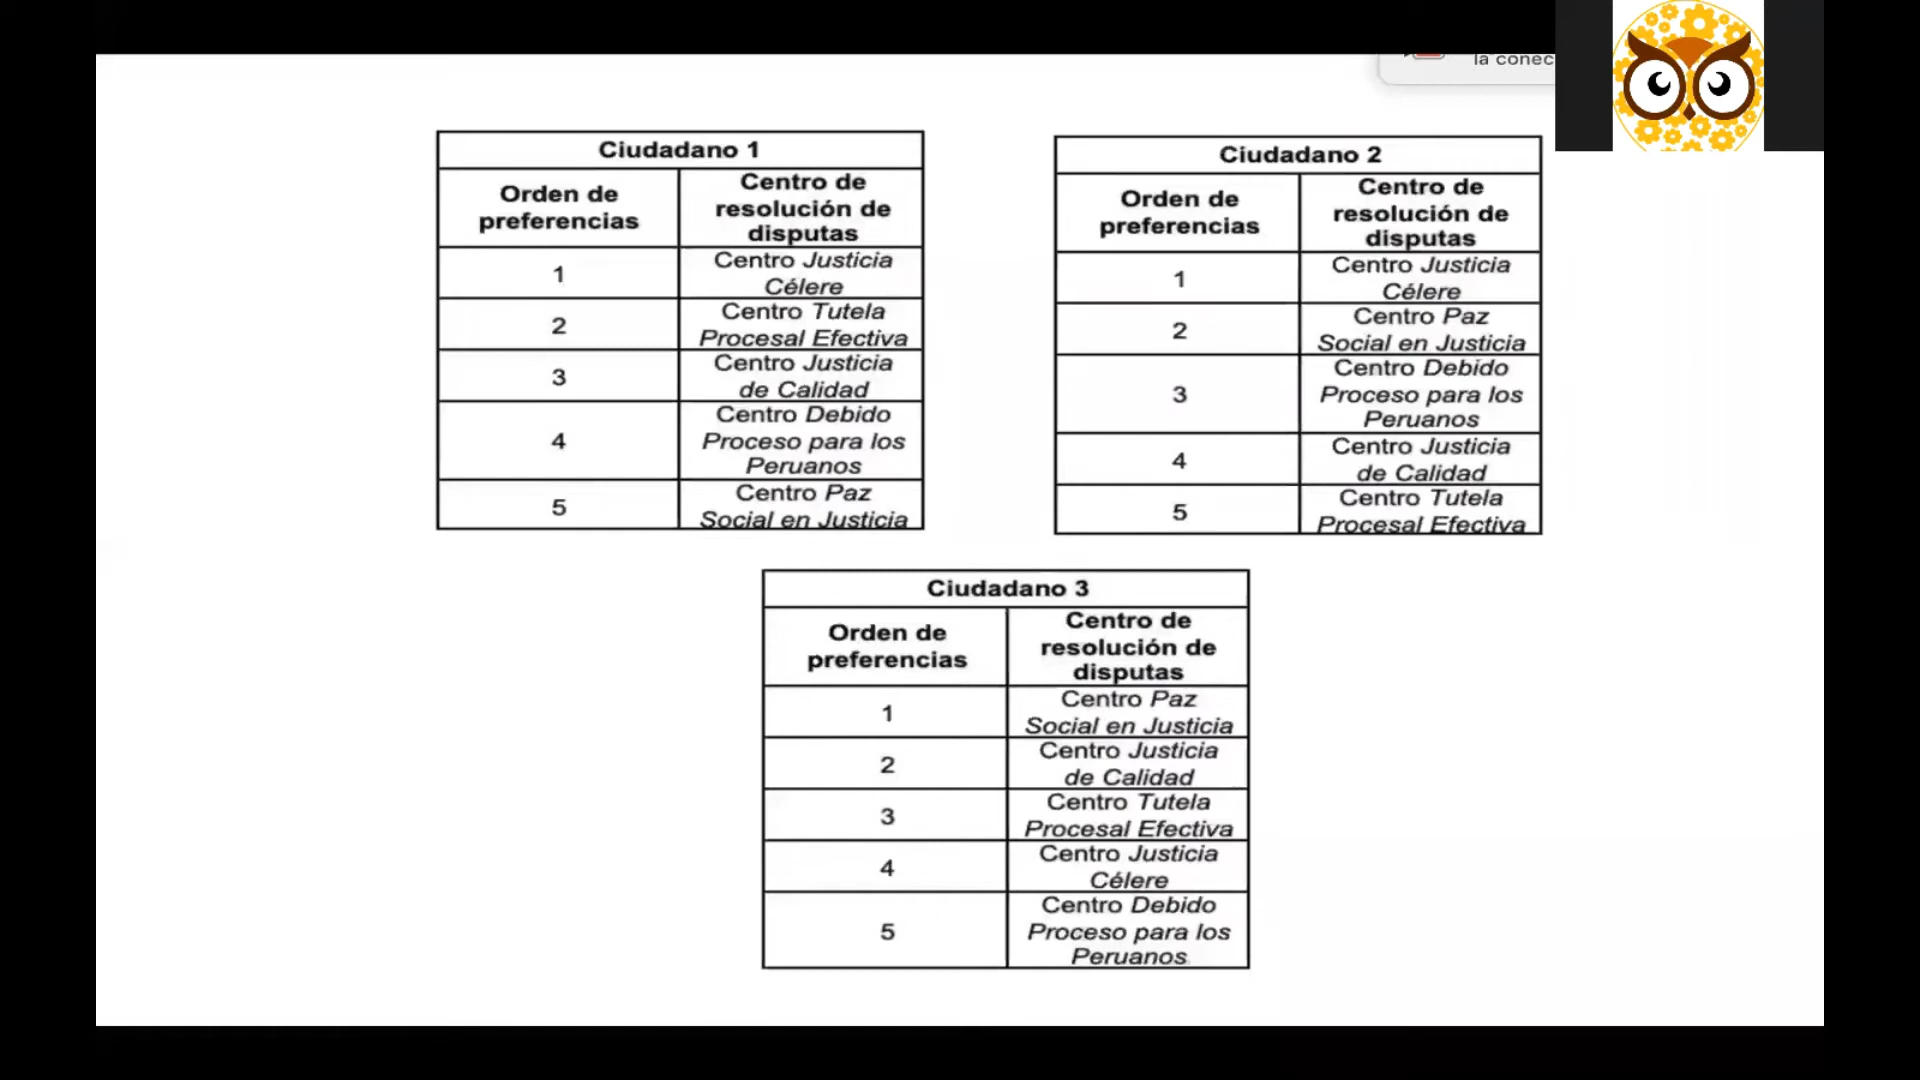 la conec
Ciudadano 1
Orden de
preferencias
Centro de
resolución de
disputas
1
Centro Justicia
Célere
2
Centro Tutela
Procesal Efectiva
3
Centro Justicia
de Calidad
4
Centro Debido
Proceso para los
Peruanos
5
Centro Paz
Social en Justicia
Ciudadano 2
Orden de
preferencias
Centro de
resolución de
disputas
1
Centro Justicia
Célere
2
Centro Paz
Social en Justicia
3
Centro Debido
Proceso para los
Peruanos
4
Centro Justicia
de Calidad
5
Centro Tutela
Procesal Efectiva
Ciudadano 3
Orden de
preferencias
Centro de
resolución de
disputas
1
Centro Paz
Social en Justicia
2
Centro Justicia
de Calidad
3
Centro Tutela
Procesal Efectiva
4
Centro Justicia
Célere
5
Centro Debido
Proceso para los
Peruanos